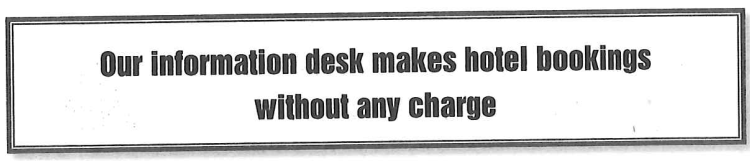 Our information desk makes hotel bookings
without any charge